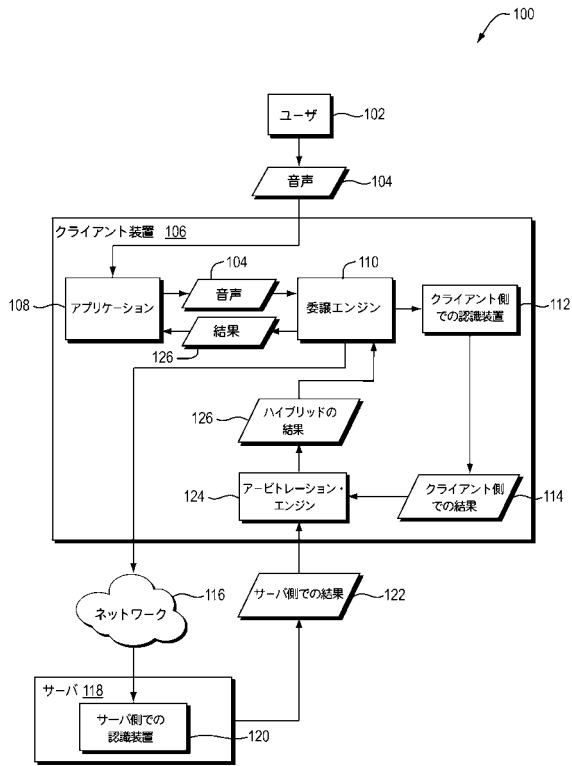 100
ユーザ
102
音声
104
クライアント装置 106
104
110
108
アプリケーション
音声
委譲エンジン
クライアント側
での認識装置
112
結果
126
126
ハイブリッドの
結果
124
アービトレーション・
エンジン
クライアント側
での結果
114
ネットワーク
116
サーバ側での結果
122
サーバ 118
サーバ側での
認識装置
120